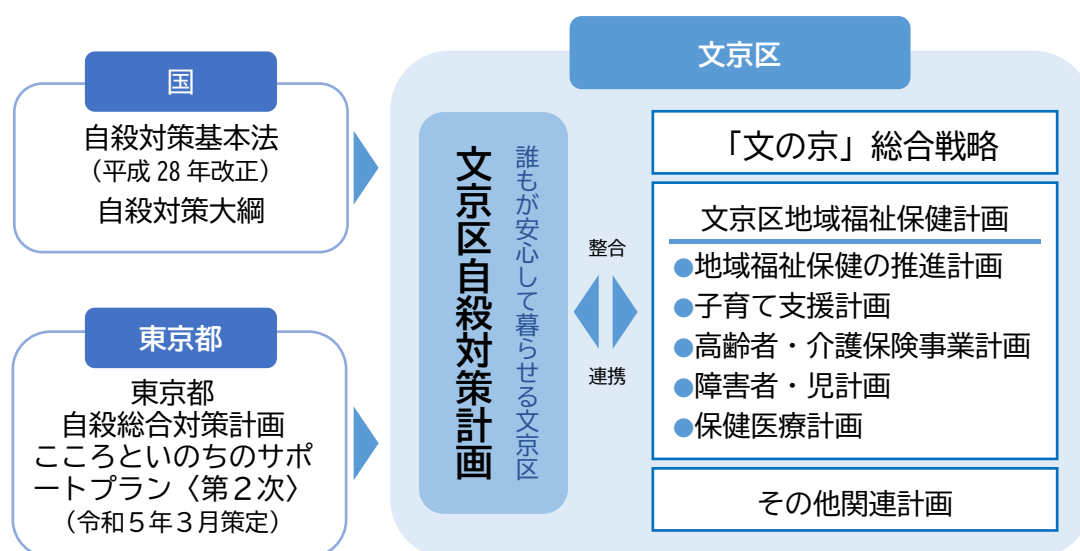 国
自殺対策基本法
（平成 28 年改正）
自殺対策大綱
東京都
東京都
自殺総合対策計画
こころといのちのサポ
ートプラン〈第２次〉
（令和５年３月策定）
文京区
誰もが安心して暮らせる文京区
文京区自殺対策計画
整合
連携
「文の京」総合戦略
文京区地域福祉保健計画
●地域福祉保健の推進計画
●子育て支援計画
●高齢者・介護保険事業計画
●障害者・児計画
●保健医療計画
その他関連計画